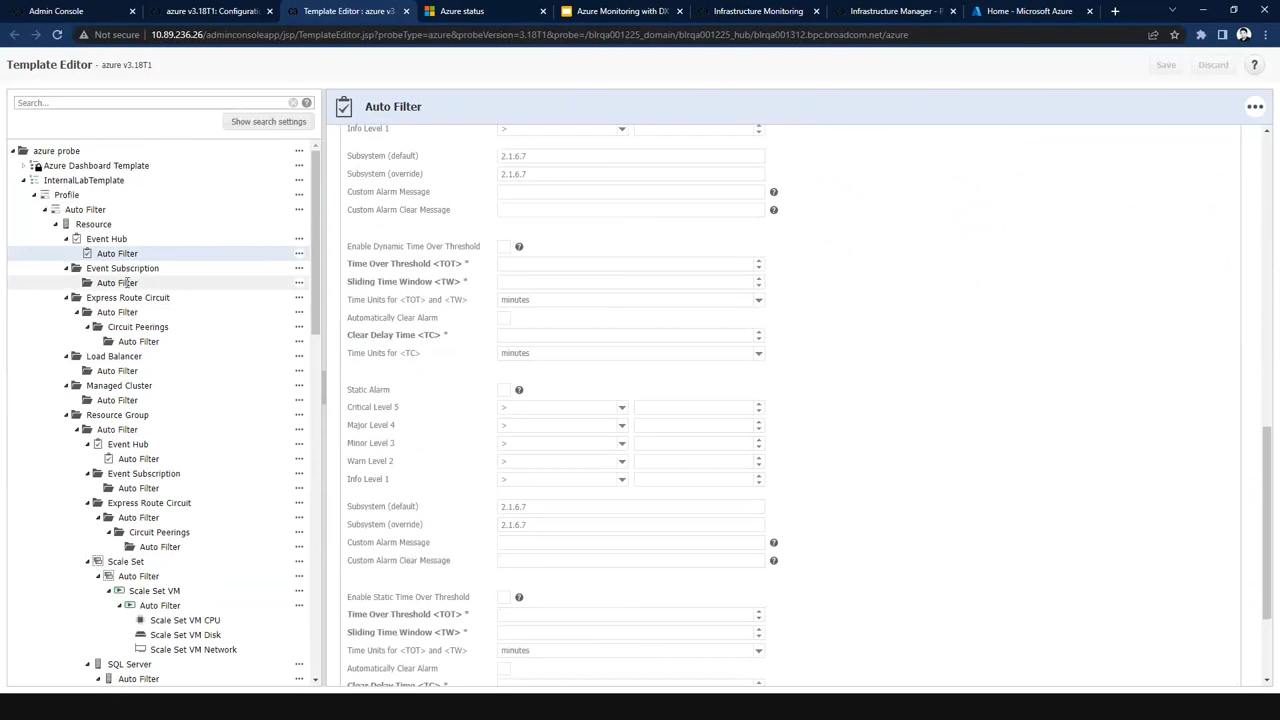 Admin Console
azure v3.18T1: Configurati
CA Template Editor : azure v3
Azure status
Azure Monitoring with DX
Infrastructure Monitoring
Infrastructure Manager - R
Home - Microsoft Azure
Not secure | 10.89.236.26/adminconsoleapp/jsp/TemplateEditor.jsp?probeType=azure&probeVersion=3.18T1&probe=/blrqa001225_domain/blrqa001225_hub/blrqa001312.bpc.broadcom.net/azure
Template Editor - azure v3.18T1
Save
Discard
?
Search...
Show search settings
azure probe
Azure Dashboard Template
InternalLabTemplate
Profile
Auto Filter
Resource
Event Hub
Auto Filter
Event Subscription
Auto Filter
Express Route Circuit
Auto Filter
Circuit Peerings
Auto Filter
Load Balancer
Auto Filter
Managed Cluster
Auto Filter
Resource Group
Auto Filter
Event Hub
Auto Filter
Event Subscription
Auto Filter
Express Route Circuit
Auto Filter
Circuit Peerings
Auto Filter
Scale Set
Auto Filter
Scale Set VM
Auto Filter
Scale Set VM CPU
Scale Set VM Disk
Scale Set VM Network
SQL Server
Auto Filter
Auto Filter
Info Level 1 >
Subsystem (default) 2.1.6.7
Subsystem (override) 2.1.6.7
Custom Alarm Message
Custom Alarm Clear Message
Enable Dynamic Time Over Threshold
Time Over Threshold <TOT> *
Sliding Time Window <TW> *
Time Units for <TOT> and <TW> minutes
Automatically Clear Alarm
Clear Delay Time <TC> *
Time Units for <TC> minutes
Static Alarm
Critical Level 5 >
Major Level 4 >
Minor Level 3 >
Warn Level 2 >
Info Level 1 >
Subsystem (default) 2.1.6.7
Subsystem (override) 2.1.6.7
Custom Alarm Message
Custom Alarm Clear Message
Enable Static Time Over Threshold
Time Over Threshold <TOT> *
Sliding Time Window <TW> *
Time Units for <TOT> and <TW> minutes
Automatically Clear Alarm
Clear Delay Time <TC> *